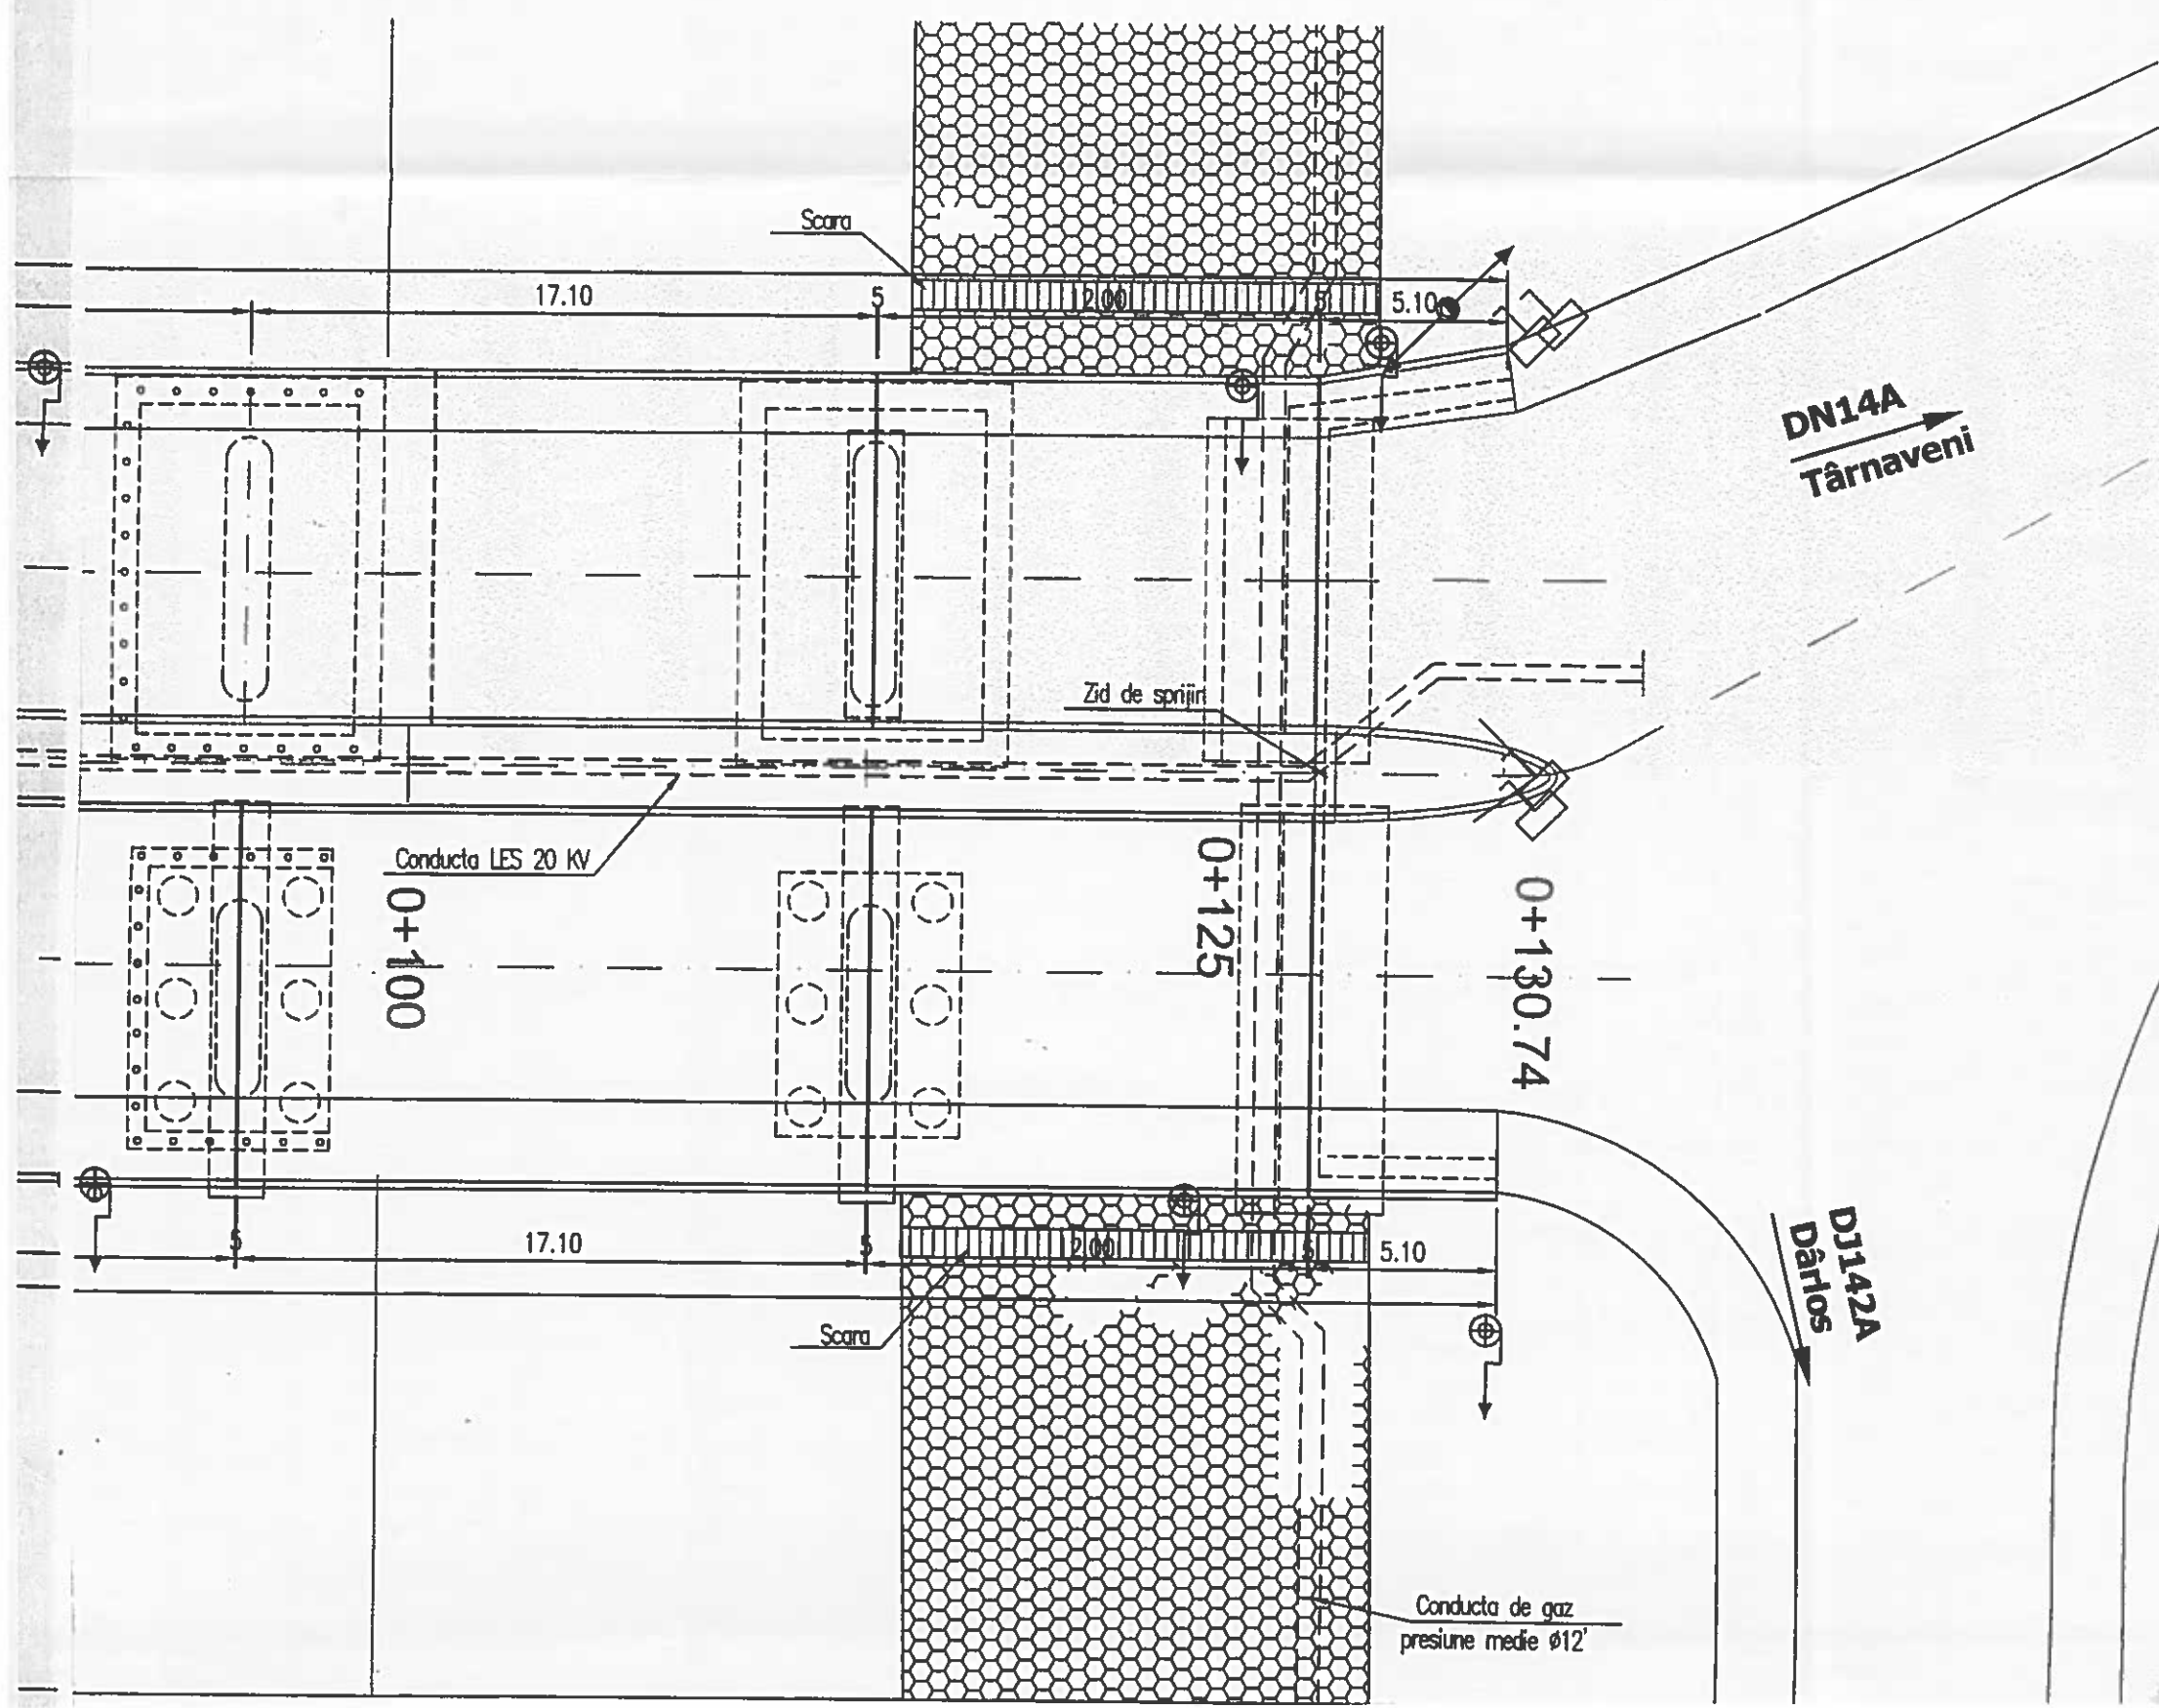 Scara
17.10
5
12.00
5
5.10
DN14A
Târnaveni
Zid de sprijin
Conducta LES 20 KV
0+100
0+125
0+130.74
5
17.10
5
12.00
5
5.10
DJ142A
Dârlos
Scara
Conducta de gaz
presiune medie ø12'